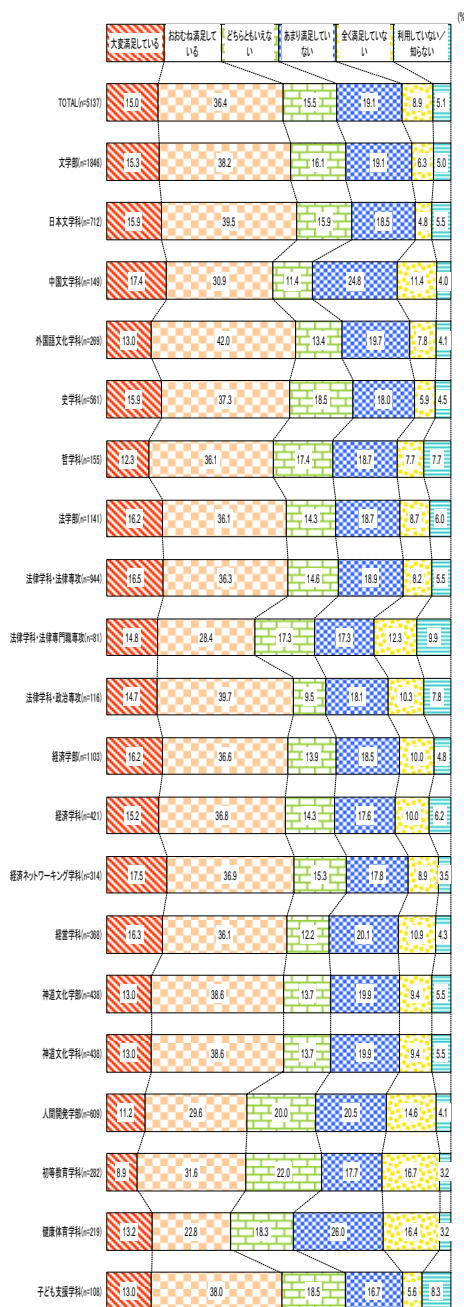 (%
大変満足している
おおむね満足して
いる
どちらともいえな
い
あまり満足してい
ない
全く満足していな
い
利用していない/
知らない
TOTAL(n=5137) 15.0 36.4 15.5 19.1 8.9 5.1
文学部(n=1846) 15.3 38.2 16.1 19.1 6.3 5.0
日本文学科(n=712) 15.9 39.5 15.9 18.5 4.8 5.5
中国文学科(n=149) 17.4 30.9 11.4 24.8 11.4 4.0
外国語文化学科(n=269) 13.0 42.0 13.4 19.7 7.8 4.1
史学科(n=561) 15.9 37.3 18.5 18.0 5.9 4.5
哲学科(n=155) 12.3 36.1 17.4 18.7 7.7 7.7
法学部(n=1141) 16.2 36.1 14.3 18.7 8.7 6.0
法律学科・法律専攻(n=944) 16.5 36.3 14.6 18.9 8.2 5.5
法律学科・法律専門職専攻(n=81) 14.8 28.4 17.3 17.3 12.3 9.9
法律学科・政治専攻(n=116) 14.7 39.7 9.5 18.1 10.3 7.8
経済学部(n=1103) 16.2 36.6 13.9 18.5 10.0 4.8
経済学科(n=421) 15.2 36.8 14.3 17.6 10.0 6.2
経済ネットワーキング学科(n=314) 17.5 36.9 15.3 17.8 8.9 3.5
経営学科(n=368) 16.3 36.1 12.2 20.1 10.9 4.3
神道文化学部(n=438) 13.0 38.6 13.7 19.9 9.4 5.5
神道文化学科(n=438) 13.0 38.6 13.7 19.9 9.4 5.5
人間開発学部(n=609) 11.2 29.6 20.0 20.5 14.6 4.1
初等教育学科(n=282) 8.9 31.6 22.0 17.7 16.7 3.2
健康体育学科(n=219) 13.2 22.8 18.3 26.0 16.4 3.2
子ども支援学科(n=108) 13.0 38.0 18.5 16.7 5.6 8.3